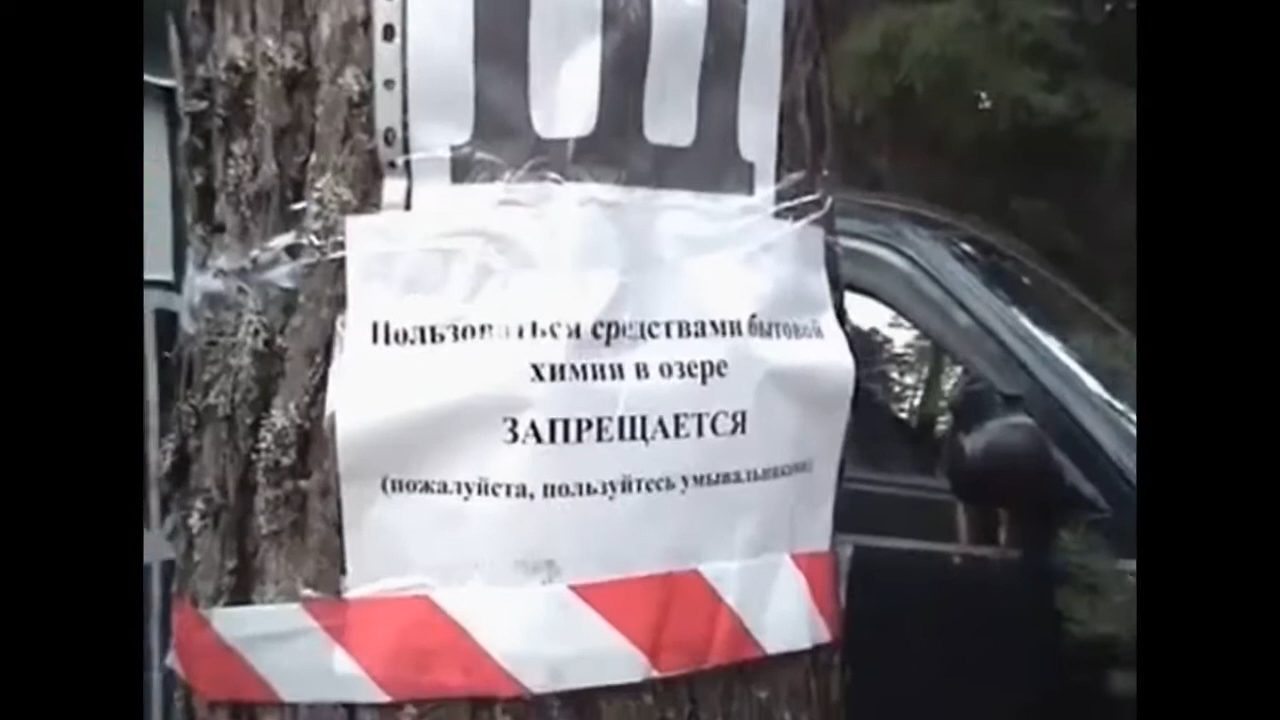 Ш
Пользоваться средствами бытовой
химии в озере
ЗАПРЕЩАЕТСЯ
(пожалуйста, пользуйтесь умывальниками)